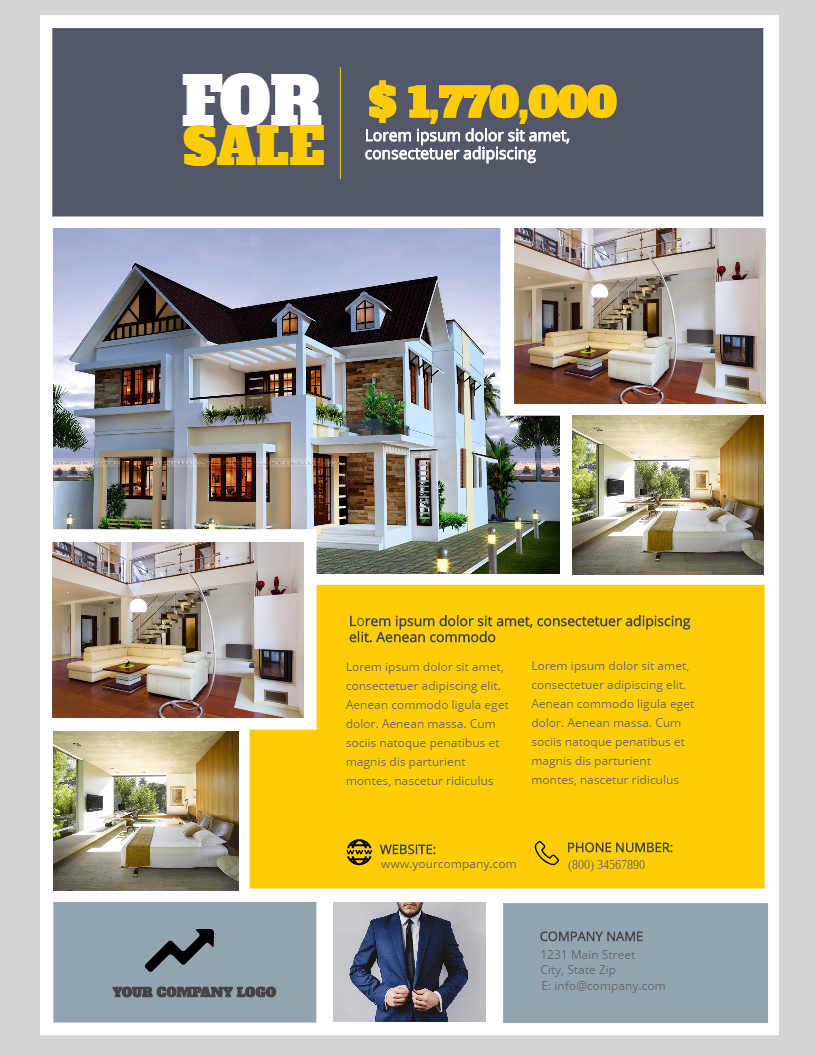 FOR
SALE
$ 1,770,000
Lorem ipsum dolor sit amet,
consectetuer adipiscing
Lorem ipsum dolor sit amet, consectetuer adipiscing
elit. Aenean commodo
Lorem ipsum dolor sit amet,
consectetuer adipiscing elit.
Aenean commodo ligula eget
dolor. Aenean massa. Cum
sociis natoque penatibus et
magnis dis parturient
montes, nascetur ridiculus
Lorem ipsum dolor sit amet,
consectetuer adipiscing elit.
Aenean commodo ligula eget
dolor. Aenean massa. Cum
sociis natoque penatibus et
magnis dis parturient
montes, nascetur ridiculus
www
WEBSITE:
www.yourcompany.com
PHONE NUMBER:
(800) 34567890
YOUR COMPANY LOGO
COMPANY NAME
1231 Main Street
City, State Zip
E: info@company.com